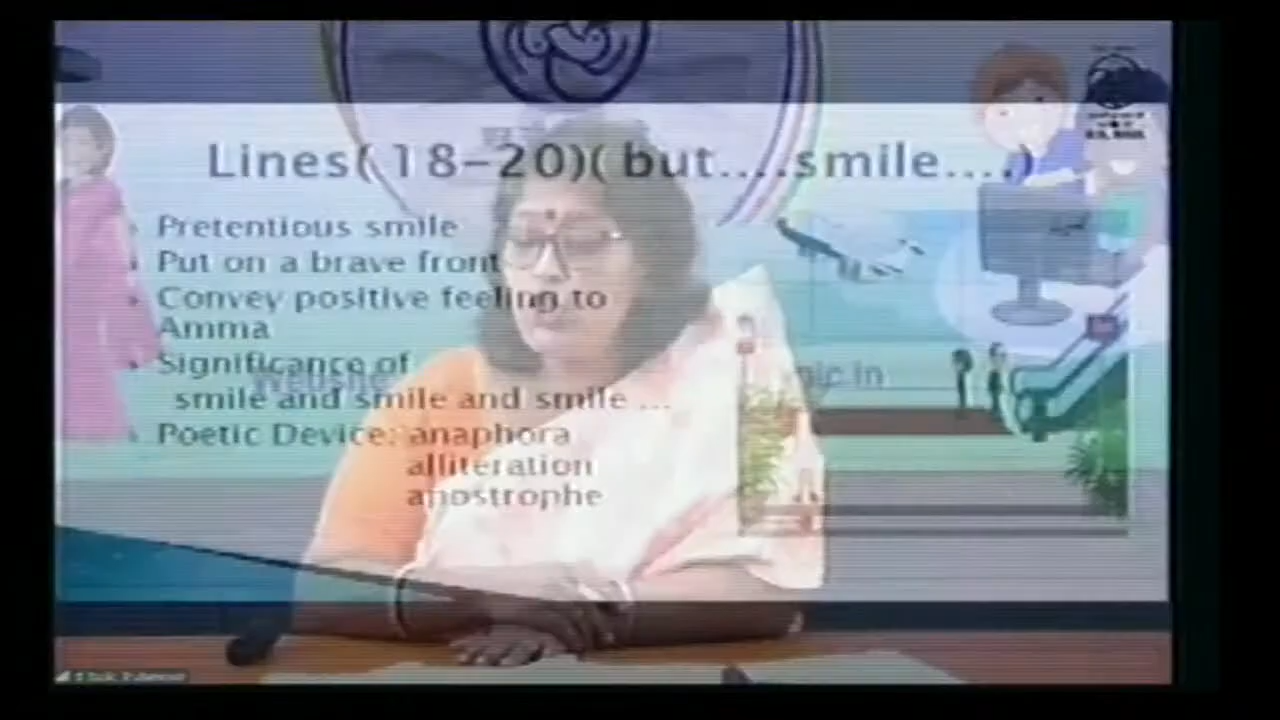 Lines( 18-20)( but....smile....)
Pretentious smile
Put on a brave front
Convey positive feeling to
Amma
Significance of
smile and smile and smile ...
Poetic Device: anaphora
alliteration
apostrophe